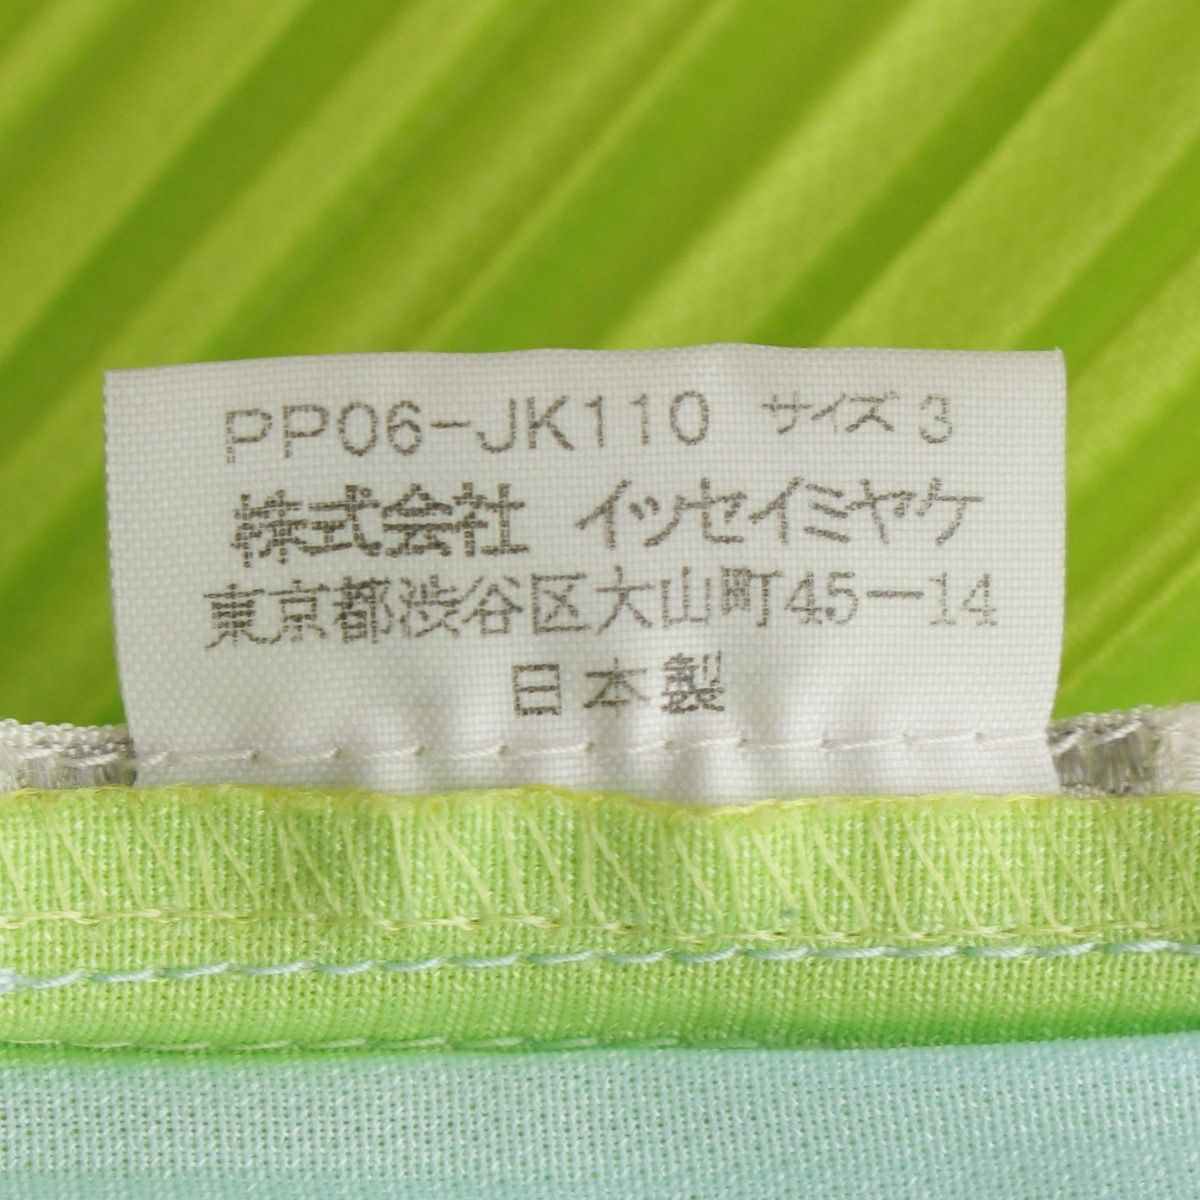 PP06-JK110 サイズ 3
株式会社 イッセイミヤケ
東京都渋谷区大山町45-14
日本製